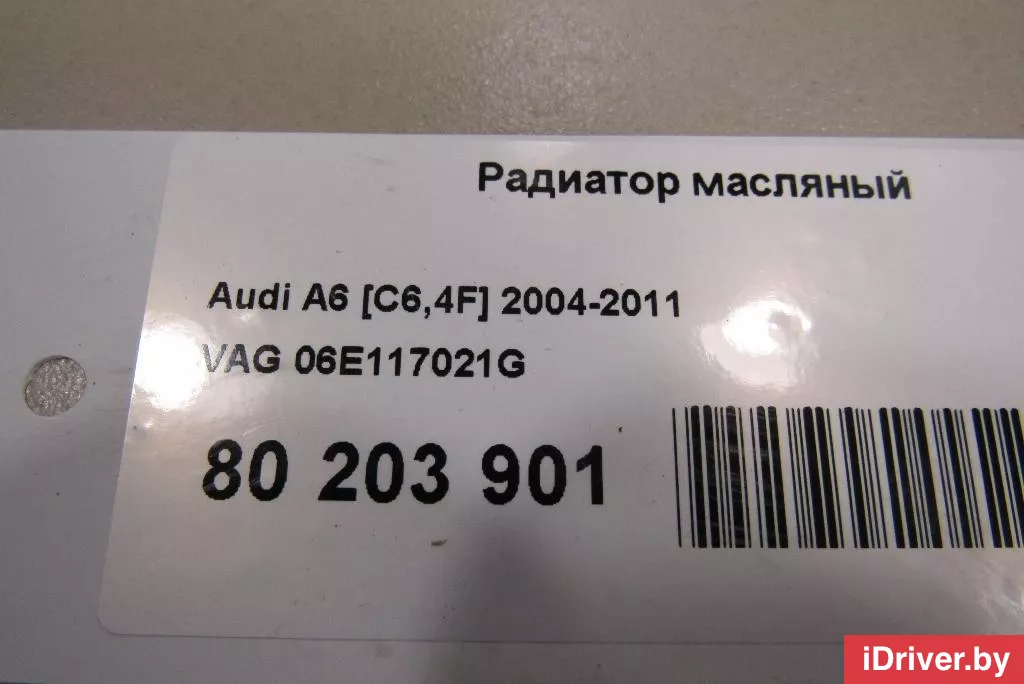 Радиатор масляный
Audi A6 [C6,4F] 2004-2011
VAG 06E117021G
80 203 901
iDriver.by